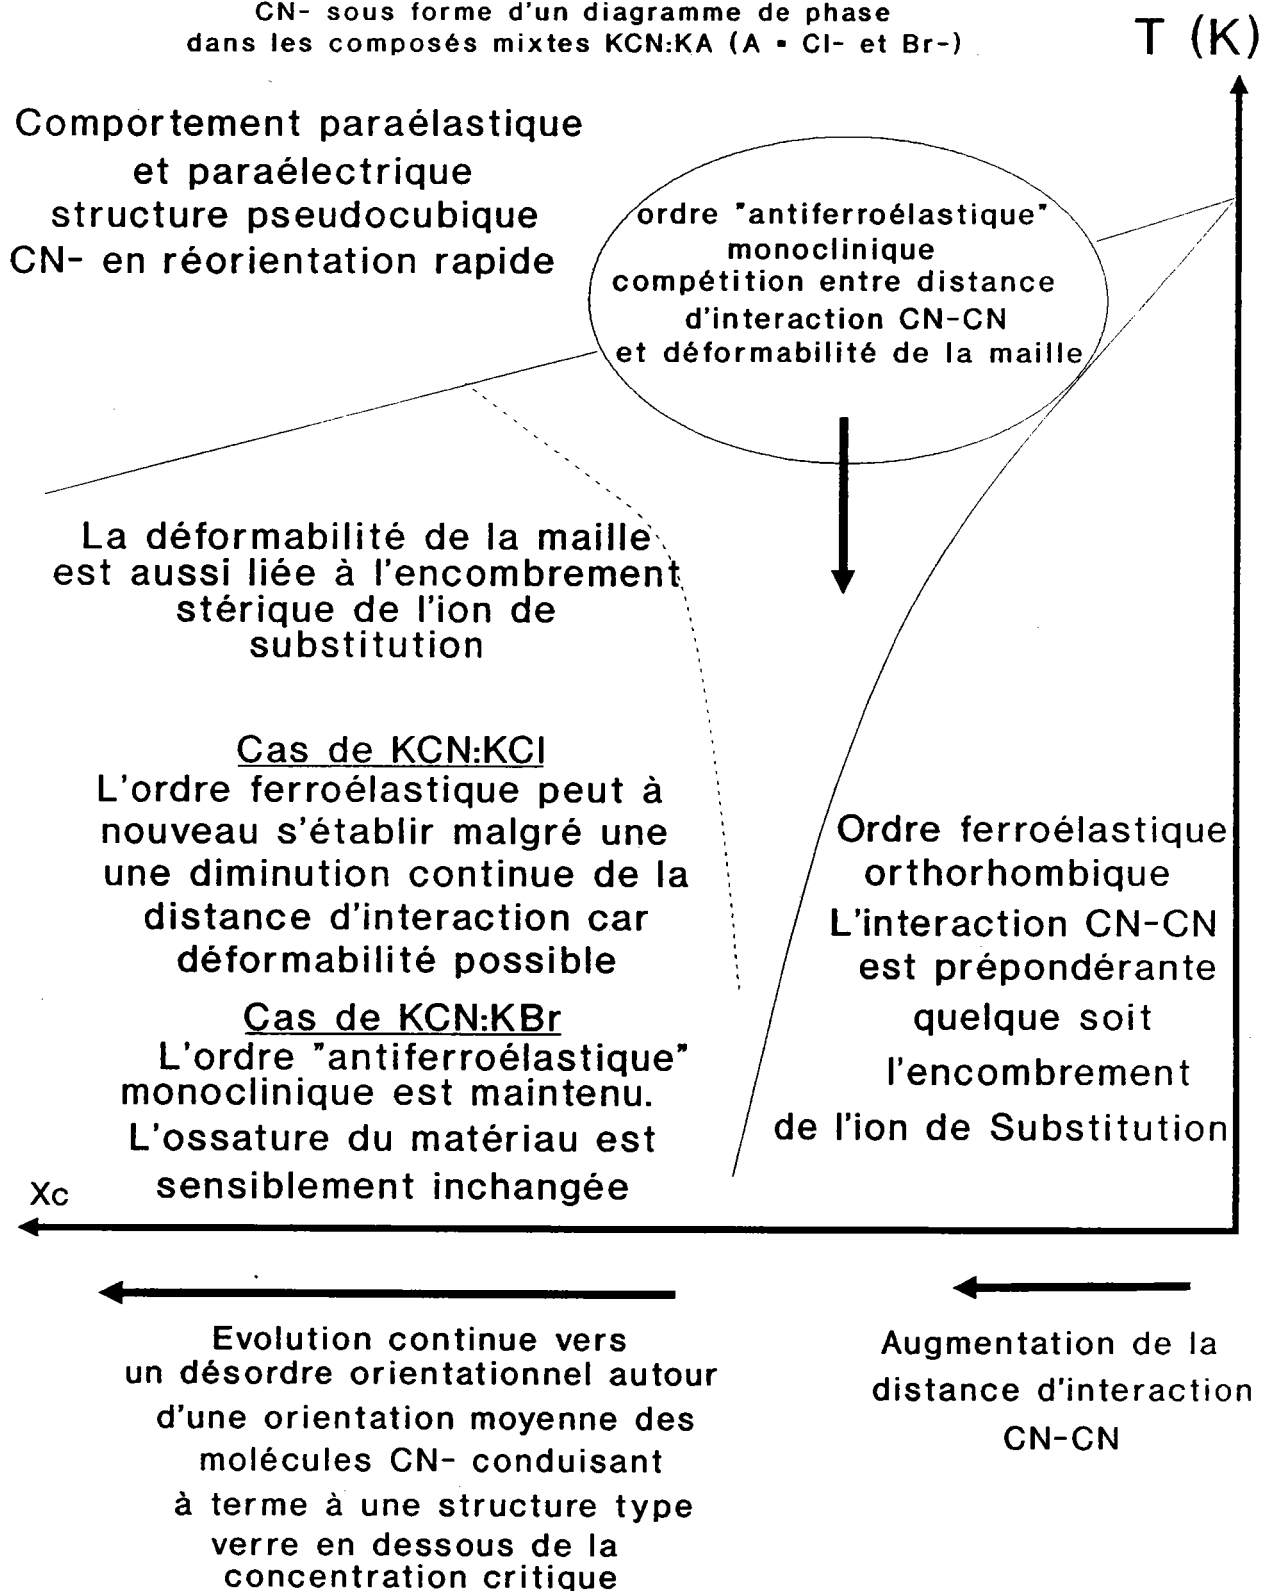 CN- sous forme d'un diagramme de phase
dans les composés mixtes KCN:KA (A = Cl- et Br-)
T (K)
Comportement paraélastique
et paraélectrique
structure pseudocubique
CN- en réorientation rapide
ordre "antiferroélastique"
monoclinique
compétition entre distance
d'interaction CN-CN
et déformabilité de la maille
La déformabilité de la maille
est aussi liée à l'encombrement
stérique de l'ion de
substitution
Cas de KCN:KCl
L'ordre ferroélastique peut à
nouveau s'établir malgré une
une diminution continue de la
distance d'interaction car
déformabilité possible
Cas de KCN:KBr
L'ordre "antiferroélastique"
monoclinique est maintenu.
L'ossature du matériau est
sensiblement inchangée
Ordre ferroélastique
orthorhombique
L'interaction CN-CN
est prépondérante
quelque soit
l'encombrement
de l'ion de Substitution
Xc
Evolution continue vers
un désordre orientationnel autour
d'une orientation moyenne des
molécules CN- conduisant
à terme à une structure type
verre en dessous de la
concentration critique
Augmentation de la
distance d'interaction
CN-CN